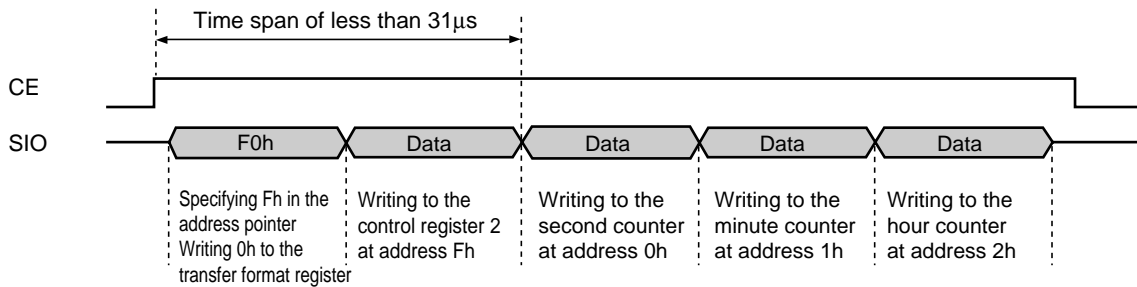 Time span of less than 31μs
CE
SIO
F0h
Data
Data
Data
Data
Specifying Fh in the
address pointer
Writing 0h to the
transfer format register
Writing to the
control register 2
at address Fh
Writing to the
second counter
at address 0h
Writing to the
minute counter
at address 1h
Writing to the
hour counter
at address 2h